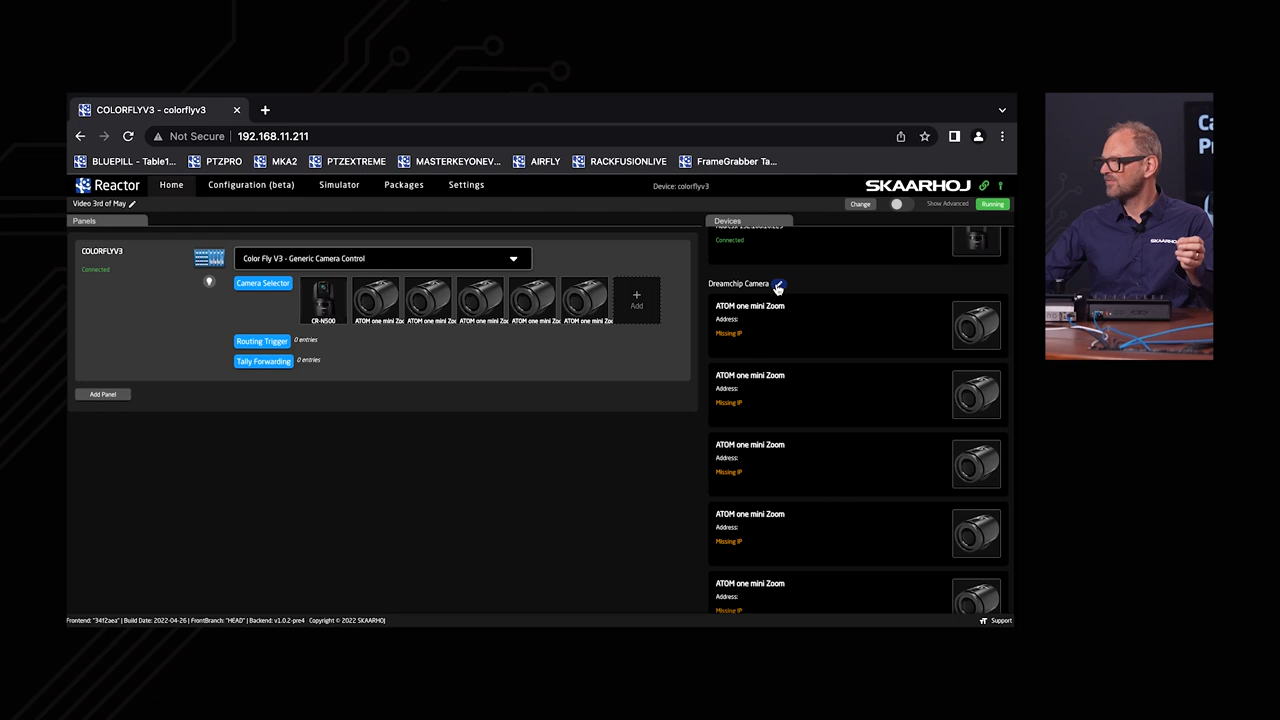 COLORFLYV3 - colorflyv3
Not Secure
192.168.11.211
BLUEPILL - Table1...
PTZPRO
MKA2
PTZEXTREME
MASTERKEYONEV...
AIRFLY
RACKFUSIONLIVE
FrameGrabber Ta...
Reactor
Home
Configuration (beta)
Simulator
Packages
Settings
Device: colorflyv3
SKAARHOJ
Video 3rd of May
Change
Show Advanced
Running
Panels
Devices
COLORFLYV3
Connected
Color Fly V3 - Generic Camera Control
Camera Selector
CR-N500
ATOM one mini Zoo
ATOM one mini Zoo
ATOM one mini Zoo
ATOM one mini Zoo
ATOM one mini Zoo
Add
Routing Trigger
0 entries
Tally Forwarding
0 entries
Add Panel
Connected
Dreamchip Camera
ATOM one mini Zoom
Address:
Missing IP
ATOM one mini Zoom
Address:
Missing IP
ATOM one mini Zoom
Address:
Missing IP
ATOM one mini Zoom
Address:
Missing IP
ATOM one mini Zoom
Address:
Missing IP
Frontend: "34f2aea" | Build Date: 2022-04-26 | FrontBranch: "HEAD" | Backend: v1.0.2-pre4 Copyright © 2022 SKAARHOJ
Support
Ca
P
SKAARHOJ